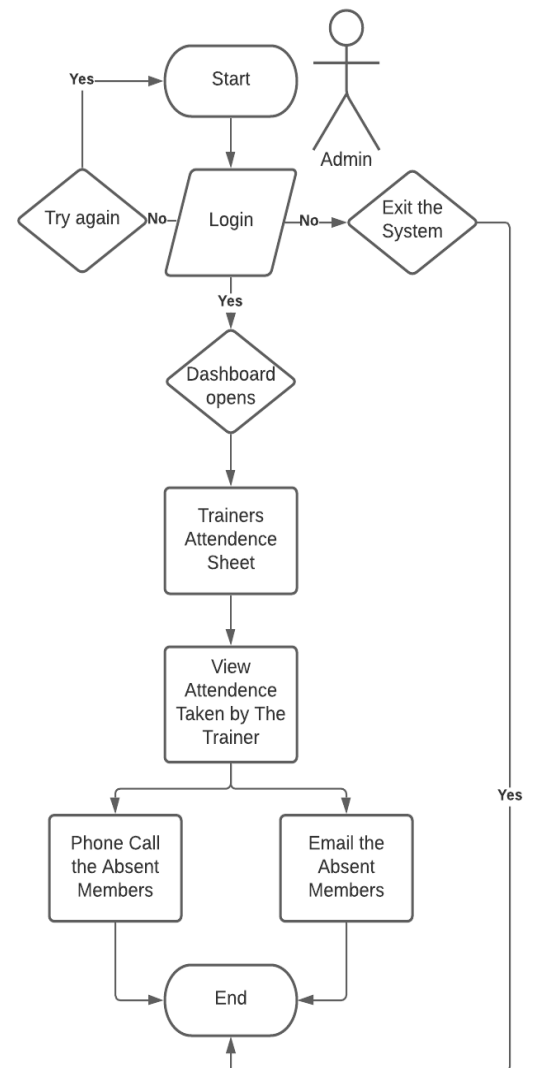 Yes
Start
Admin
Try again
No
Login
No
Exit the
System
Yes
Dashboard
opens
Trainers
Attendence
Sheet
View
Attendence
Taken by The
Trainer
Yes
Phone Call
the Absent
Members
Email the
Absent
Members
End